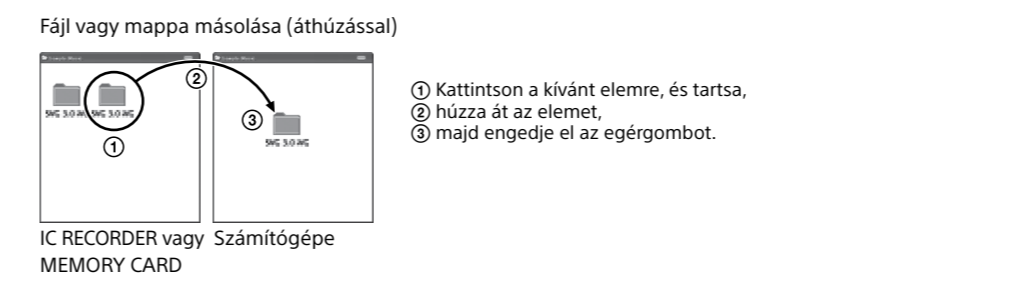 Fájl vagy mappa másolása (áthúzással)
②
③
①
IC RECORDER vagy
MEMORY CARD
Számítógépe
① Kattintson a kívánt elemre, és tartsa,
② húzza át az elemet,
③ majd engedje el az egérgombot.